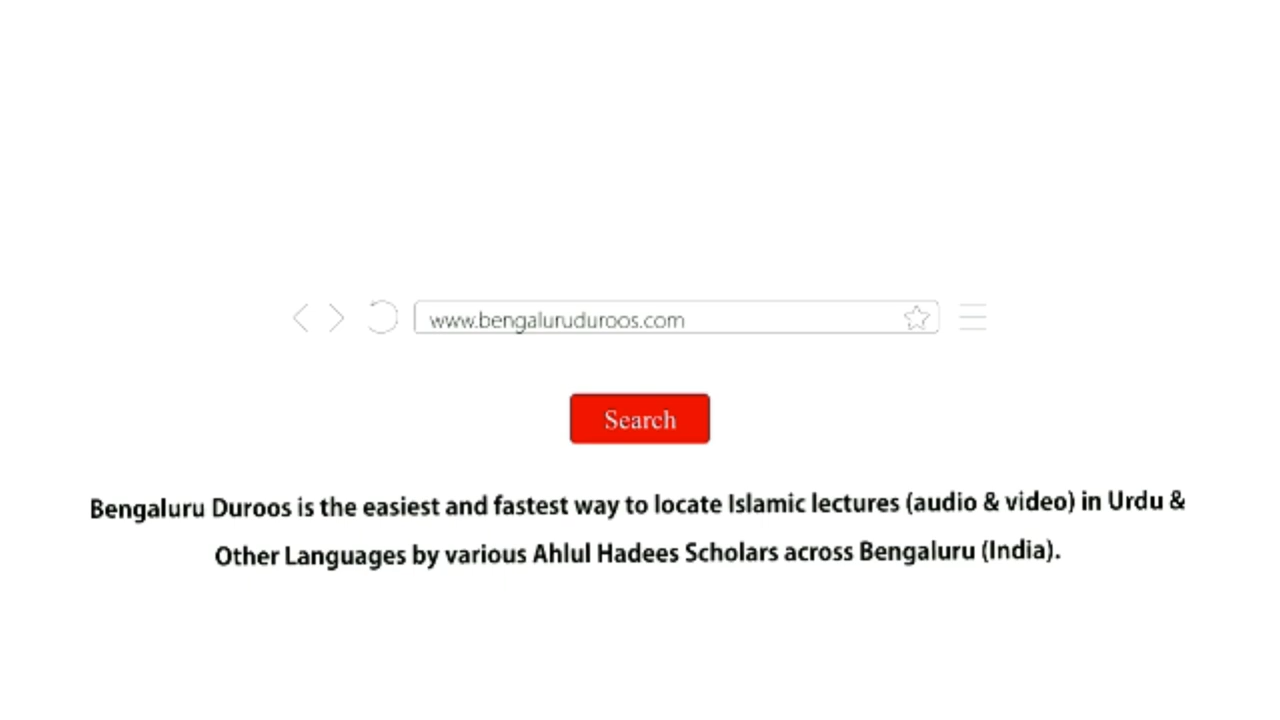 www.bengaluruduroos.com
Search
Bengaluru Duroos is the easiest and fastest way to locate Islamic lectures (audio & video) in Urdu &
Other Languages by various Ahlul Hadees Scholars across Bengaluru (India).